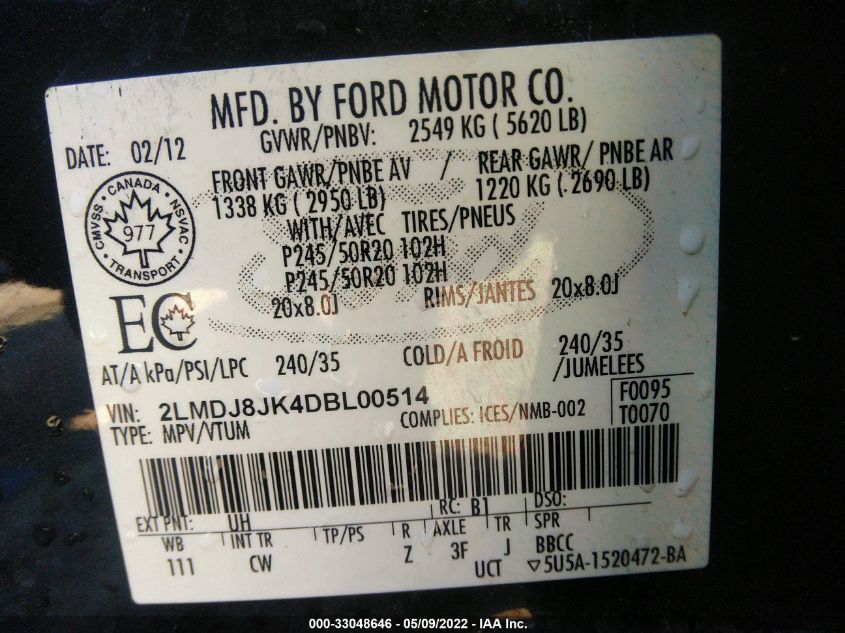 MFD. BY FORD MOTOR CO.
DATE: 02/12 GVWR/PNBV: 2549 KG ( 5620 LB)
FRONT GAWR/PNBE AV / REAR GAWR/ PNBE AR
1338 KG ( 2950 LB) 1220 KG ( 2690 LB)
WITH/AVEC TIRES/PNEUS
P245/50R20 102H
P245/50R20 102H
20x8.0J RIMS/JANTES 20x8.0J
CANADA
CMVSS NSVAC
977
TRANSPORT
EC
AT/A kPa/PSI/LPC 240/35 COLD/A FROID 240/35
/JUMELEES
VIN: 2LMDJ8JK4DBL00514 F0095
TYPE: MPV/VTUM COMPLIES: ICES/NMB-002 T0070
EXT PNT: UH RC: B1 DSO:
WB INT TR TP/PS R AXLE TR SPR
111 CW Z 3F J BBCC
UCT ▽5U5A-1520472-BA
000-33048646 - 05/09/2022 - IAA Inc.